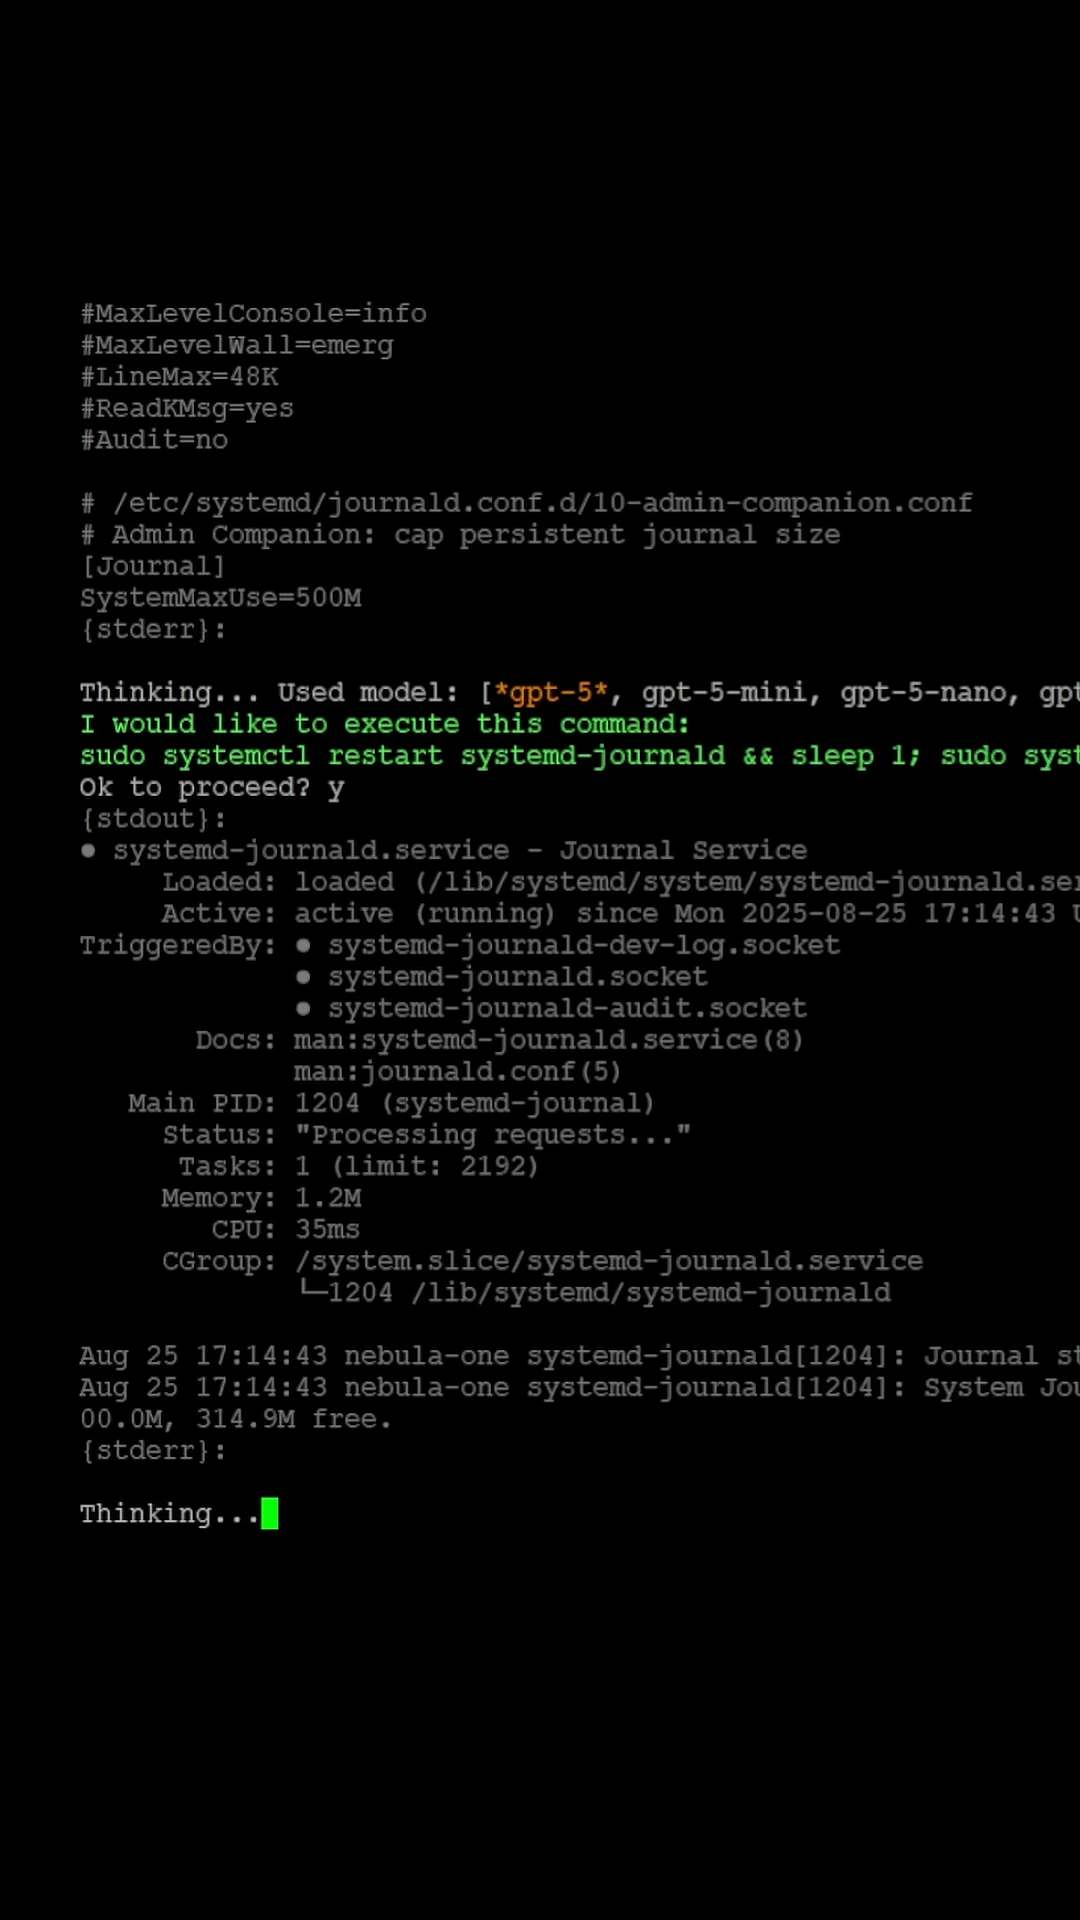 #MaxLevelConsole=info
#MaxLevelWall=emerg
#LineMax=48K
#ReadKMsg=yes
#Audit=no
# /etc/systemd/journald.conf.d/10-admin-companion.conf
# Admin Companion: cap persistent journal size
[Journal]
SystemMaxUse=500M
{stderr}:
Thinking... Used model: [*gpt-5*, gpt-5-mini, gpt-5-nano, gpt
I would like to execute this command:
sudo systemctl restart systemd-journald && sleep 1; sudo syst
Ok to proceed? y
{stdout}:
● systemd-journald.service - Journal Service
Loaded: loaded (/lib/systemd/system/systemd-journald.ser
Active: active (running) since Mon 2025-08-25 17:14:43 U
TriggeredBy: ● systemd-journald-dev-log.socket
● systemd-journald.socket
● systemd-journald-audit.socket
Docs: man:systemd-journald.service(8)
man:journald.conf(5)
Main PID: 1204 (systemd-journal)
Status: "Processing requests..."
Tasks: 1 (limit: 2192)
Memory: 1.2M
CPU: 35ms
CGroup: /system.slice/systemd-journald.service
└─1204 /lib/systemd/systemd-journald
Aug 25 17:14:43 nebula-one systemd-journald[1204]: Journal st
Aug 25 17:14:43 nebula-one systemd-journald[1204]: System Jou
00.0M, 314.9M free.
{stderr}:
Thinking...